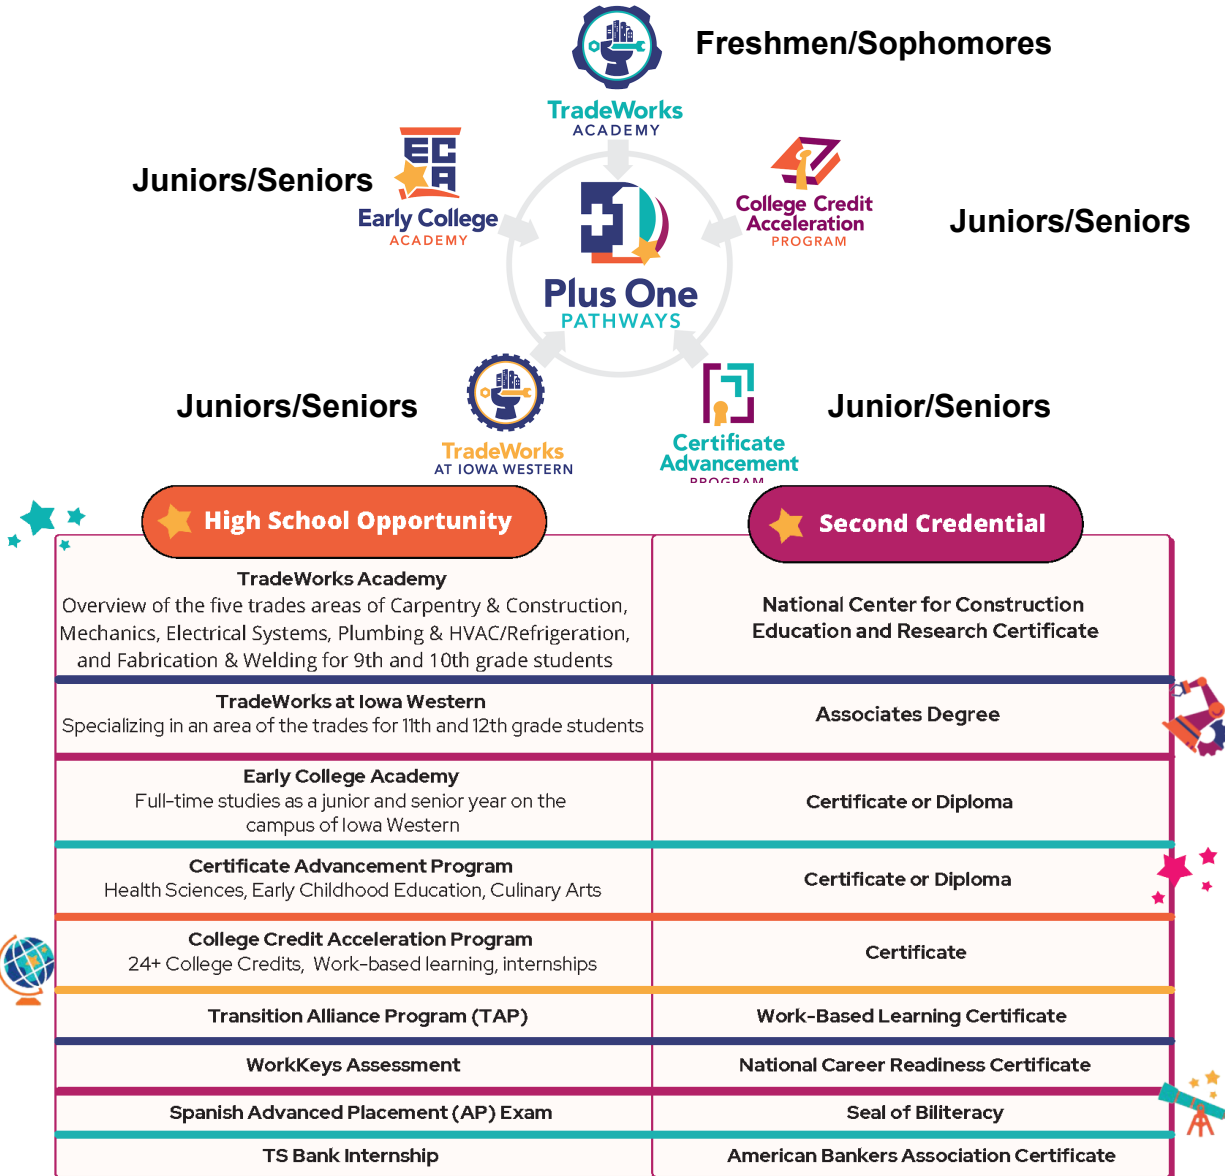 Freshmen/Sophomores
TradeWorks
ACADEMY
Juniors/Seniors
ECA
Early College
ACADEMY
College Credit
Acceleration
PROGRAM
Juniors/Seniors
+1
Plus One
PATHWAYS
Juniors/Seniors
TradeWorks
AT IOWA WESTERN
Certificate
Advancement
PROGRAM
Junior/Seniors
High School Opportunity
Second Credential
TradeWorks Academy
Overview of the five trades areas of Carpentry & Construction,
Mechanics, Electrical Systems, Plumbing & HVAC/Refrigeration,
and Fabrication & Welding for 9th and 10th grade students
National Center for Construction
Education and Research Certificate
TradeWorks at Iowa Western
Specializing in an area of the trades for 11th and 12th grade students
Associates Degree
Early College Academy
Full-time studies as a junior and senior year on the
campus of Iowa Western
Certificate or Diploma
Certificate Advancement Program
Health Sciences, Early Childhood Education, Culinary Arts
Certificate or Diploma
College Credit Acceleration Program
24+ College Credits, Work-based learning, internships
Certificate
Transition Alliance Program (TAP)
Work-Based Learning Certificate
WorkKeys Assessment
National Career Readiness Certificate
Spanish Advanced Placement (AP) Exam
Seal of Biliteracy
TS Bank Internship
American Bankers Association Certificate